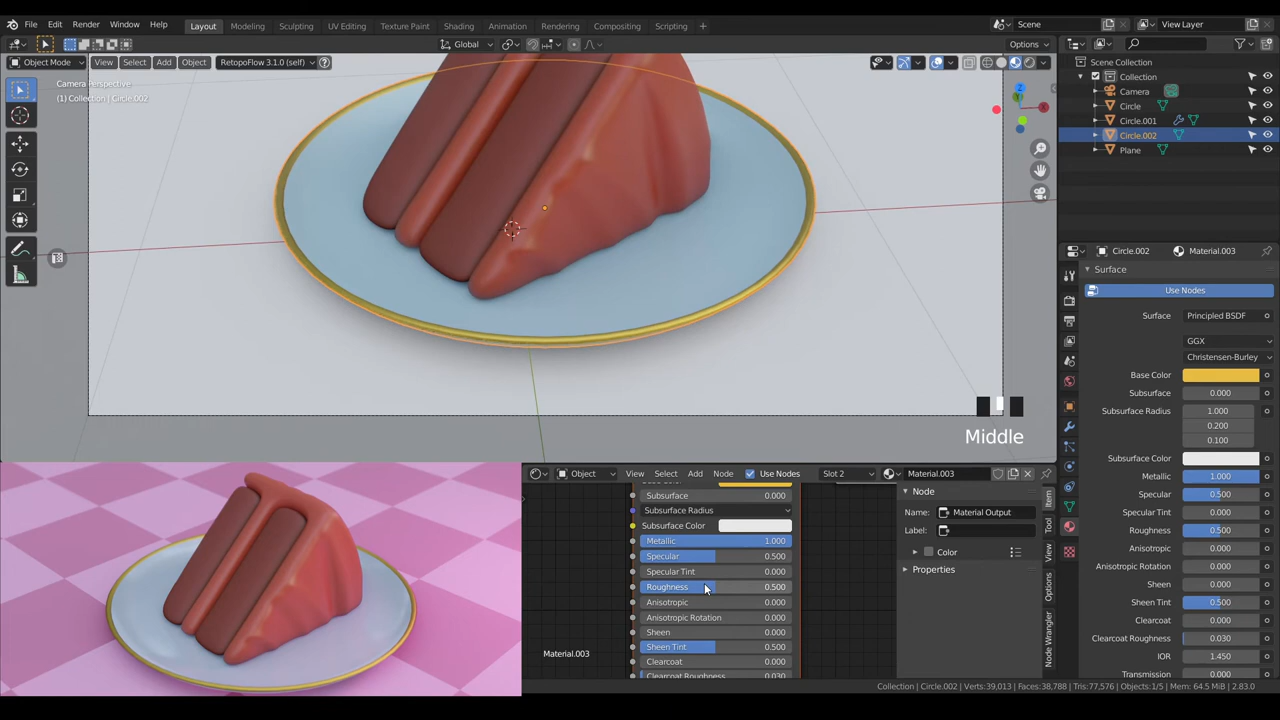 File Edit Render Window Help Layout Modeling Sculpting UV Editing Texture Paint Shading Animation Rendering Compositing Scripting + Scene View Layer
Global Options
Object Mode View Select Add Object RetopoFlow 3.1.0 (self)
Camera Perspective
(1) Collection | Circle.002
Z
X
Scene Collection
Collection
Camera
Circle
Circle.001
Circle.002
Plane
Circle.002 Material.003
Surface
Use Nodes
Surface Principled BSDF
GGX
Christensen-Burley
Base Color
Subsurface 0.000
Subsurface Radius 1.000
0.200
0.100
Subsurface Color
Metallic 1.000
Specular 0.500
Specular Tint 0.000
Roughness 0.500
Anisotropic 0.000
Anisotropic Rotation 0.000
Sheen 0.000
Sheen Tint 0.500
Clearcoat 0.000
Clearcoat Roughness 0.030
IOR 1.450
Transmission 0.000
Middle
Object View Select Add Node Use Nodes Slot 2 Material.003
Subsurface 0.000
Subsurface Radius
Subsurface Color
Metallic 1.000
Specular 0.500
Specular Tint 0.000
Roughness 0.500
Anisotropic 0.000
Anisotropic Rotation 0.000
Sheen 0.000
Sheen Tint 0.500
Clearcoat 0.000
Clearcoat Roughness 0.030
Material.003
Node
Name: Material Output
Label:
Color
Properties
Item
Tool
View
Options
Node Wrangler
Collection | Circle.002 | Verts:39,013 | Faces:38,788 | Tris:77,576 | Objects:1/5 | Mem: 64.5 MiB | 2.83.0